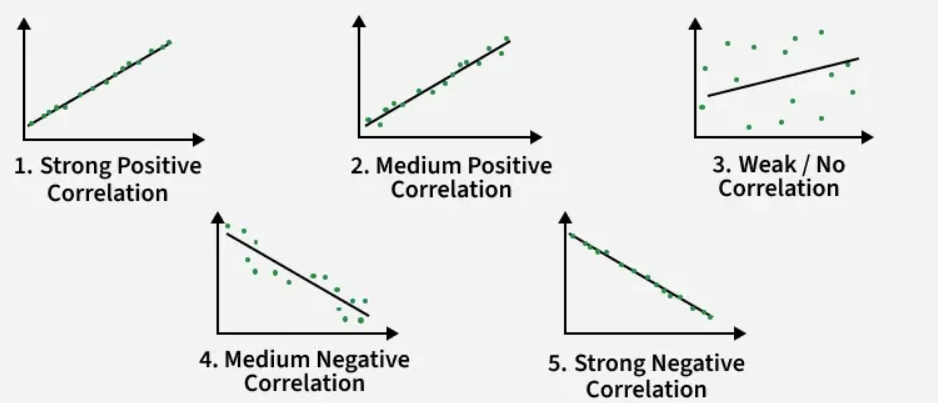 1. Strong Positive
Correlation
2. Medium Positive
Correlation
3. Weak / No
Correlation
4. Medium Negative
Correlation
5. Strong Negative
Correlation